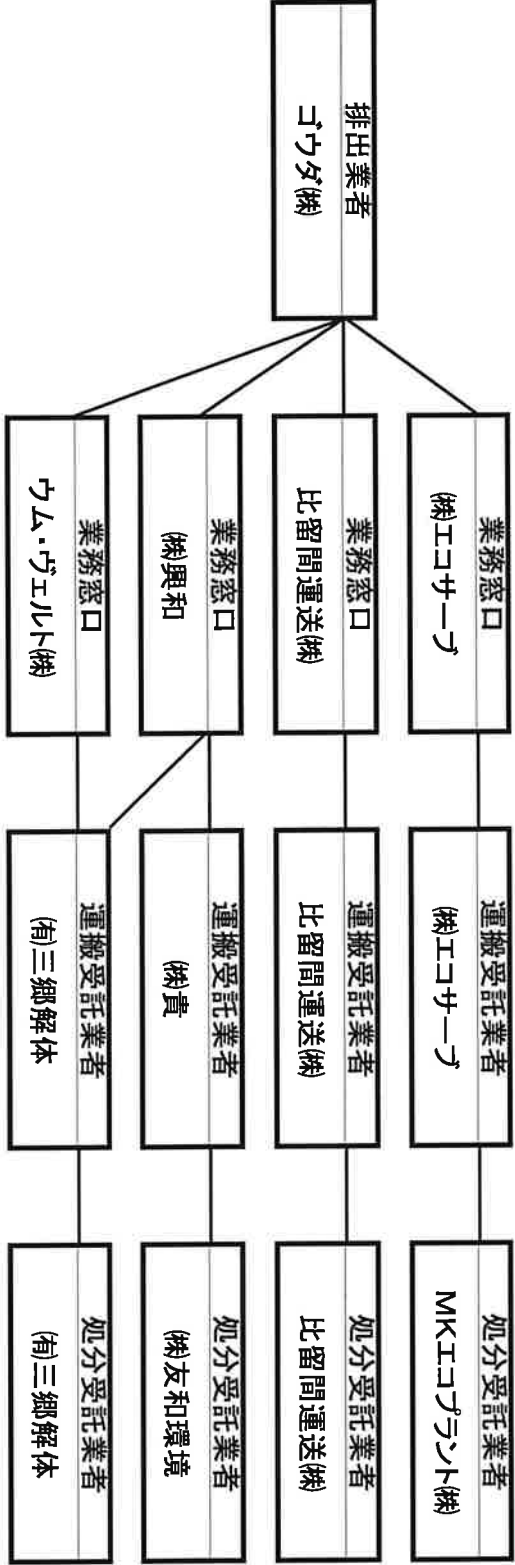 排出業者
ゴウダ㈱
業務窓口
㈱エコサーブ
業務窓口
比留間運送㈱
業務窓口
㈱興和
業務窓口
ウム・ヴェルト㈱
運搬受託業者
㈱エコサーブ
運搬受託業者
比留間運送㈱
運搬受託業者
㈱貴
運搬受託業者
㈲三郷解体
処分受託業者
MKエコプラント㈱
処分受託業者
比留間運送㈱
処分受託業者
㈱友和環境
処分受託業者
㈲三郷解体